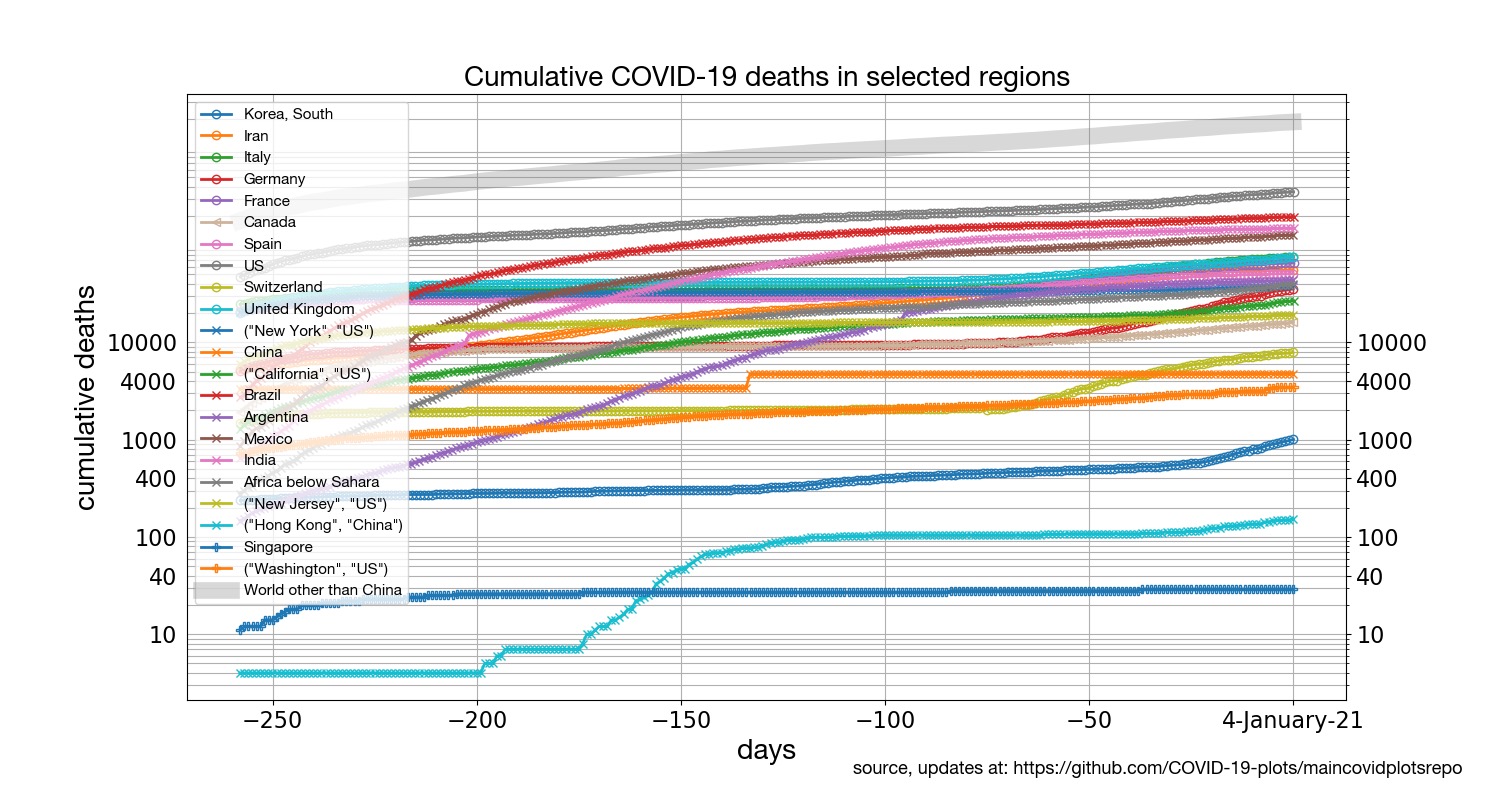 Cumulative COVID-19 deaths in selected regions
Korea, South
Iran
Italy
Germany
France
Canada
Spain
US
Switzerland
United Kingdom
("New York", "US")
China
("California", "US")
Brazil
Argentina
Mexico
India
Africa below Sahara
("New Jersey", "US")
("Hong Kong", "China")
Singapore
("Washington", "US")
World other than China
cumulative deaths
10000
4000
1000
400
100
40
10
10000
4000
1000
400
100
40
10
−250 −200 −150 −100 −50 4-January-21
days
source, updates at: https://github.com/COVID-19-plots/maincovidplotsrepo